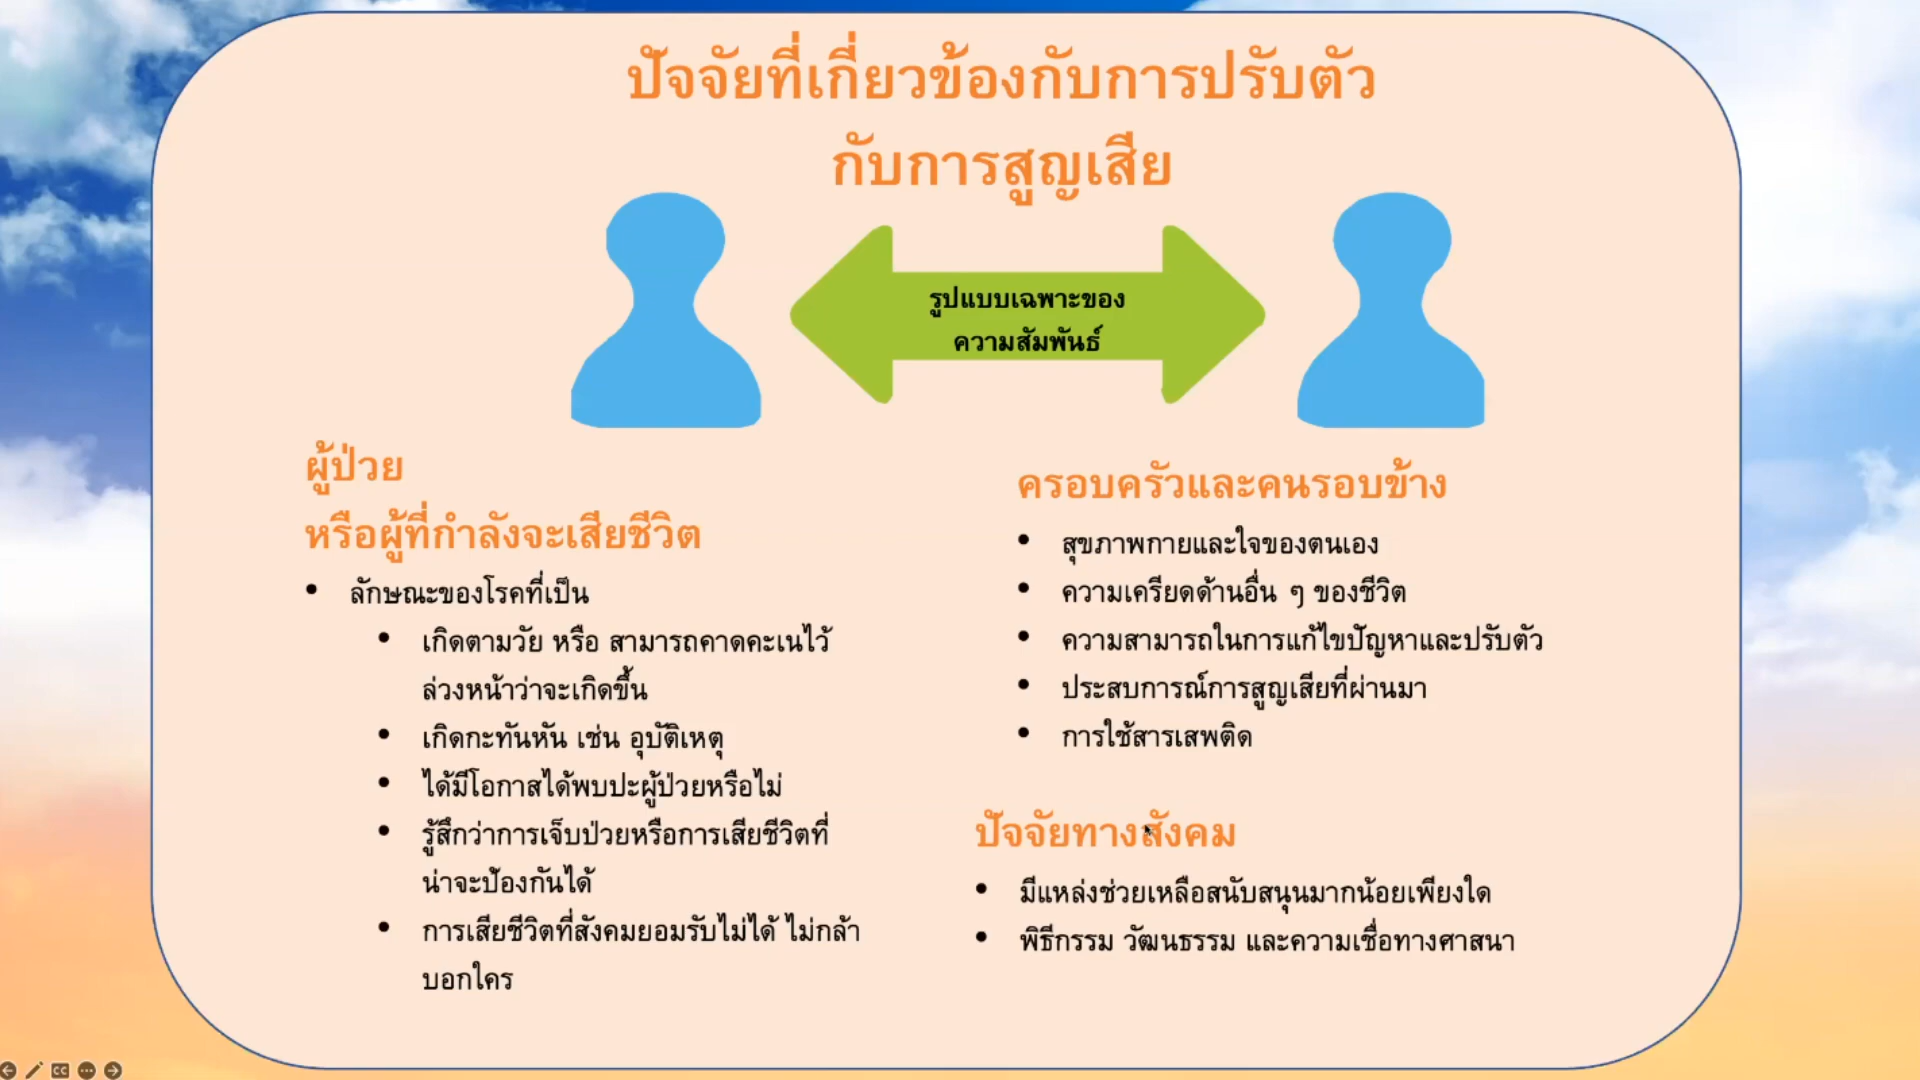 ปัจจัยที่เกี่ยวข้องกับการปรับตัว
กับการสูญเสีย
รูปแบบเฉพาะของ
ความสัมพันธ์
ผู้ป่วย
หรือผู้ที่กำลังจะเสียชีวิต
• ลักษณะของโรคที่เป็น
• เกิดตามวัย หรือ สามารถคาดคะเนไว้
ล่วงหน้าว่าจะเกิดขึ้น
• เกิดกะทันหัน เช่น อุบัติเหตุ
• ได้มีโอกาสได้พบปะผู้ป่วยหรือไม่
• รู้สึกว่าการเจ็บป่วยหรือการเสียชีวิตที่
น่าจะป้องกันได้
• การเสียชีวิตที่สังคมยอมรับไม่ได้ ไม่กล้า
บอกใคร
ครอบครัวและคนรอบข้าง
• สุขภาพกายและใจของตนเอง
• ความเครียดด้านอื่น ๆ ของชีวิต
• ความสามารถในการแก้ไขปัญหาและปรับตัว
• ประสบการณ์การสูญเสียที่ผ่านมา
• การใช้สารเสพติด
ปัจจัยทางสังคม
• มีแหล่งช่วยเหลือสนับสนุนมากน้อยเพียงใด
• พิธีกรรม วัฒนธรรม และความเชื่อทางศาสนา
CC